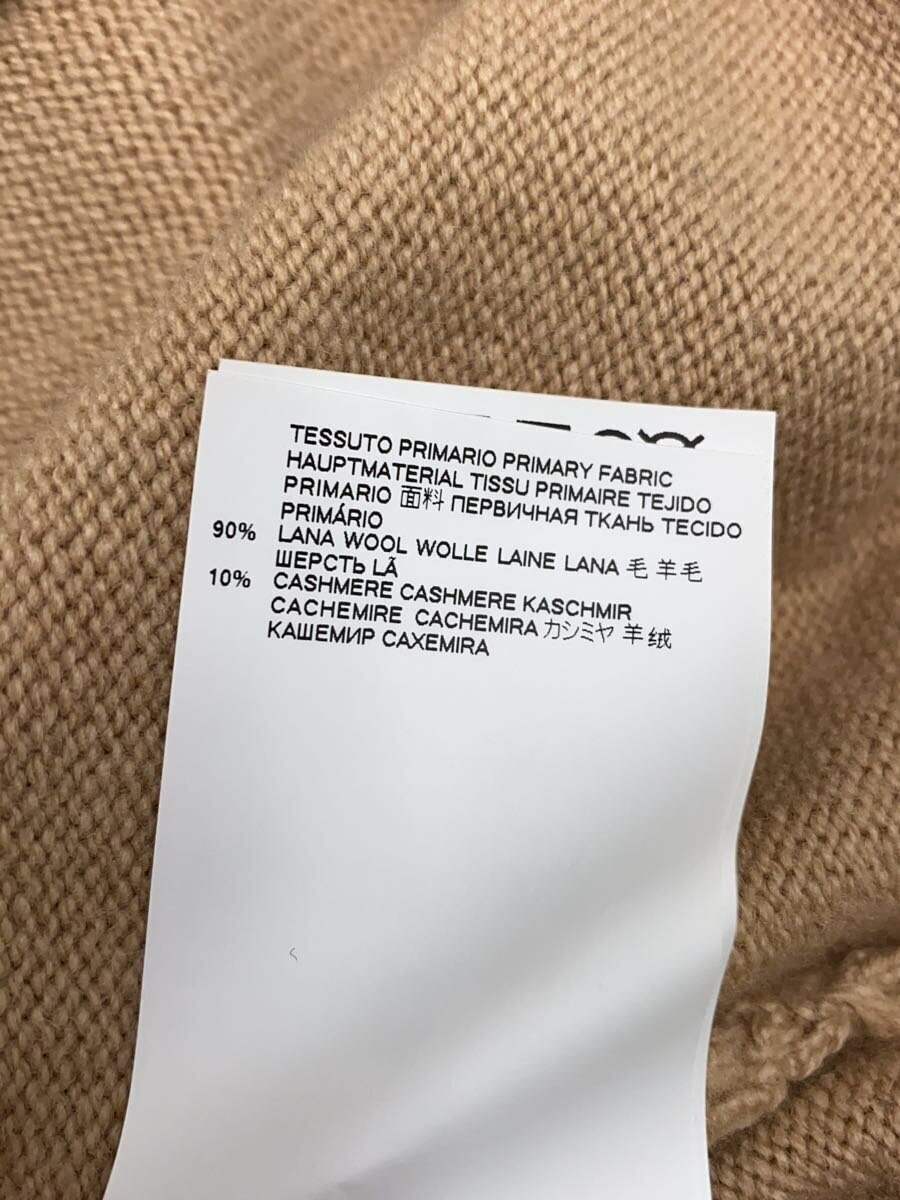 TESSUTO PRIMARIO PRIMARY FABRIC
HAUPTMATERIAL TISSU PRIMAIRE TEJIDO
PRIMARIO 面料 ПЕРВИЧНАЯ ТКАНЬ TECIDO
PRIMÁRIO
90% LANA WOOL WOLLE LAINE LANA 毛 羊毛
ШЕРСТЬ LÃ
10% CASHMERE CASHMERE KASCHMIR
CACHEMIRE CACHEMIRA カシミヤ 羊绒
КАШЕМИР CAXEMIRA